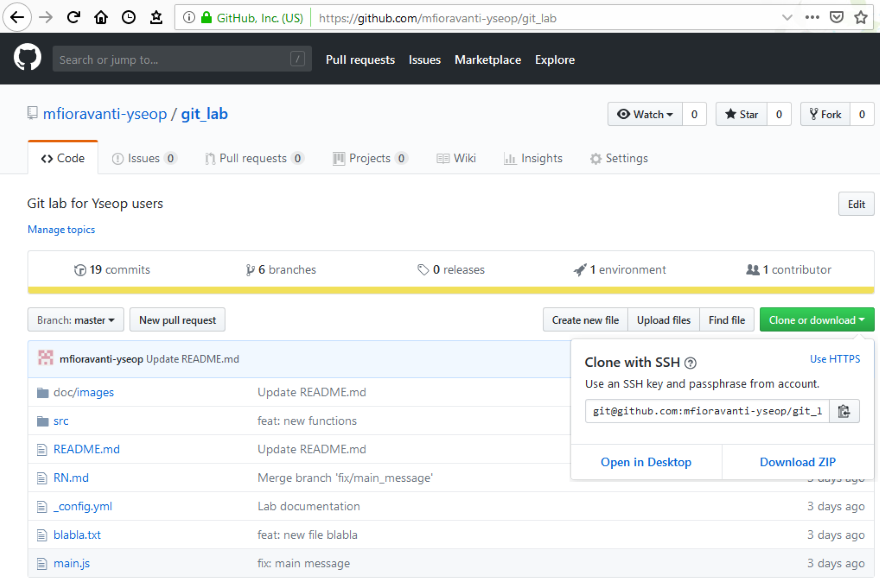 GitHub, Inc. (US) https://github.com/mfioravanti-yseop/git_lab
Search or jump to... / Pull requests Issues Marketplace Explore
mfioravanti-yseop / git_lab Watch 0 Star 0 Fork 0
Code Issues 0 Pull requests 0 Projects 0 Wiki Insights Settings
Git lab for Yseop users Edit
Manage topics
19 commits 6 branches 0 releases 1 environment 1 contributor
Branch: master New pull request Create new file Upload files Find file Clone or download
mfioravanti-yseop Update README.md
Clone with SSH ? Use HTTPS
Use an SSH key and passphrase from account.
git@github.com:mfioravanti-yseop/git_l
Open in Desktop Download ZIP
doc/images Update README.md
src feat: new functions
README.md Update README.md
RN.md Merge branch 'fix/main_message' 3 days ago
_config.yml Lab documentation 3 days ago
blabla.txt feat: new file blabla 3 days ago
main.js fix: main message 3 days ago